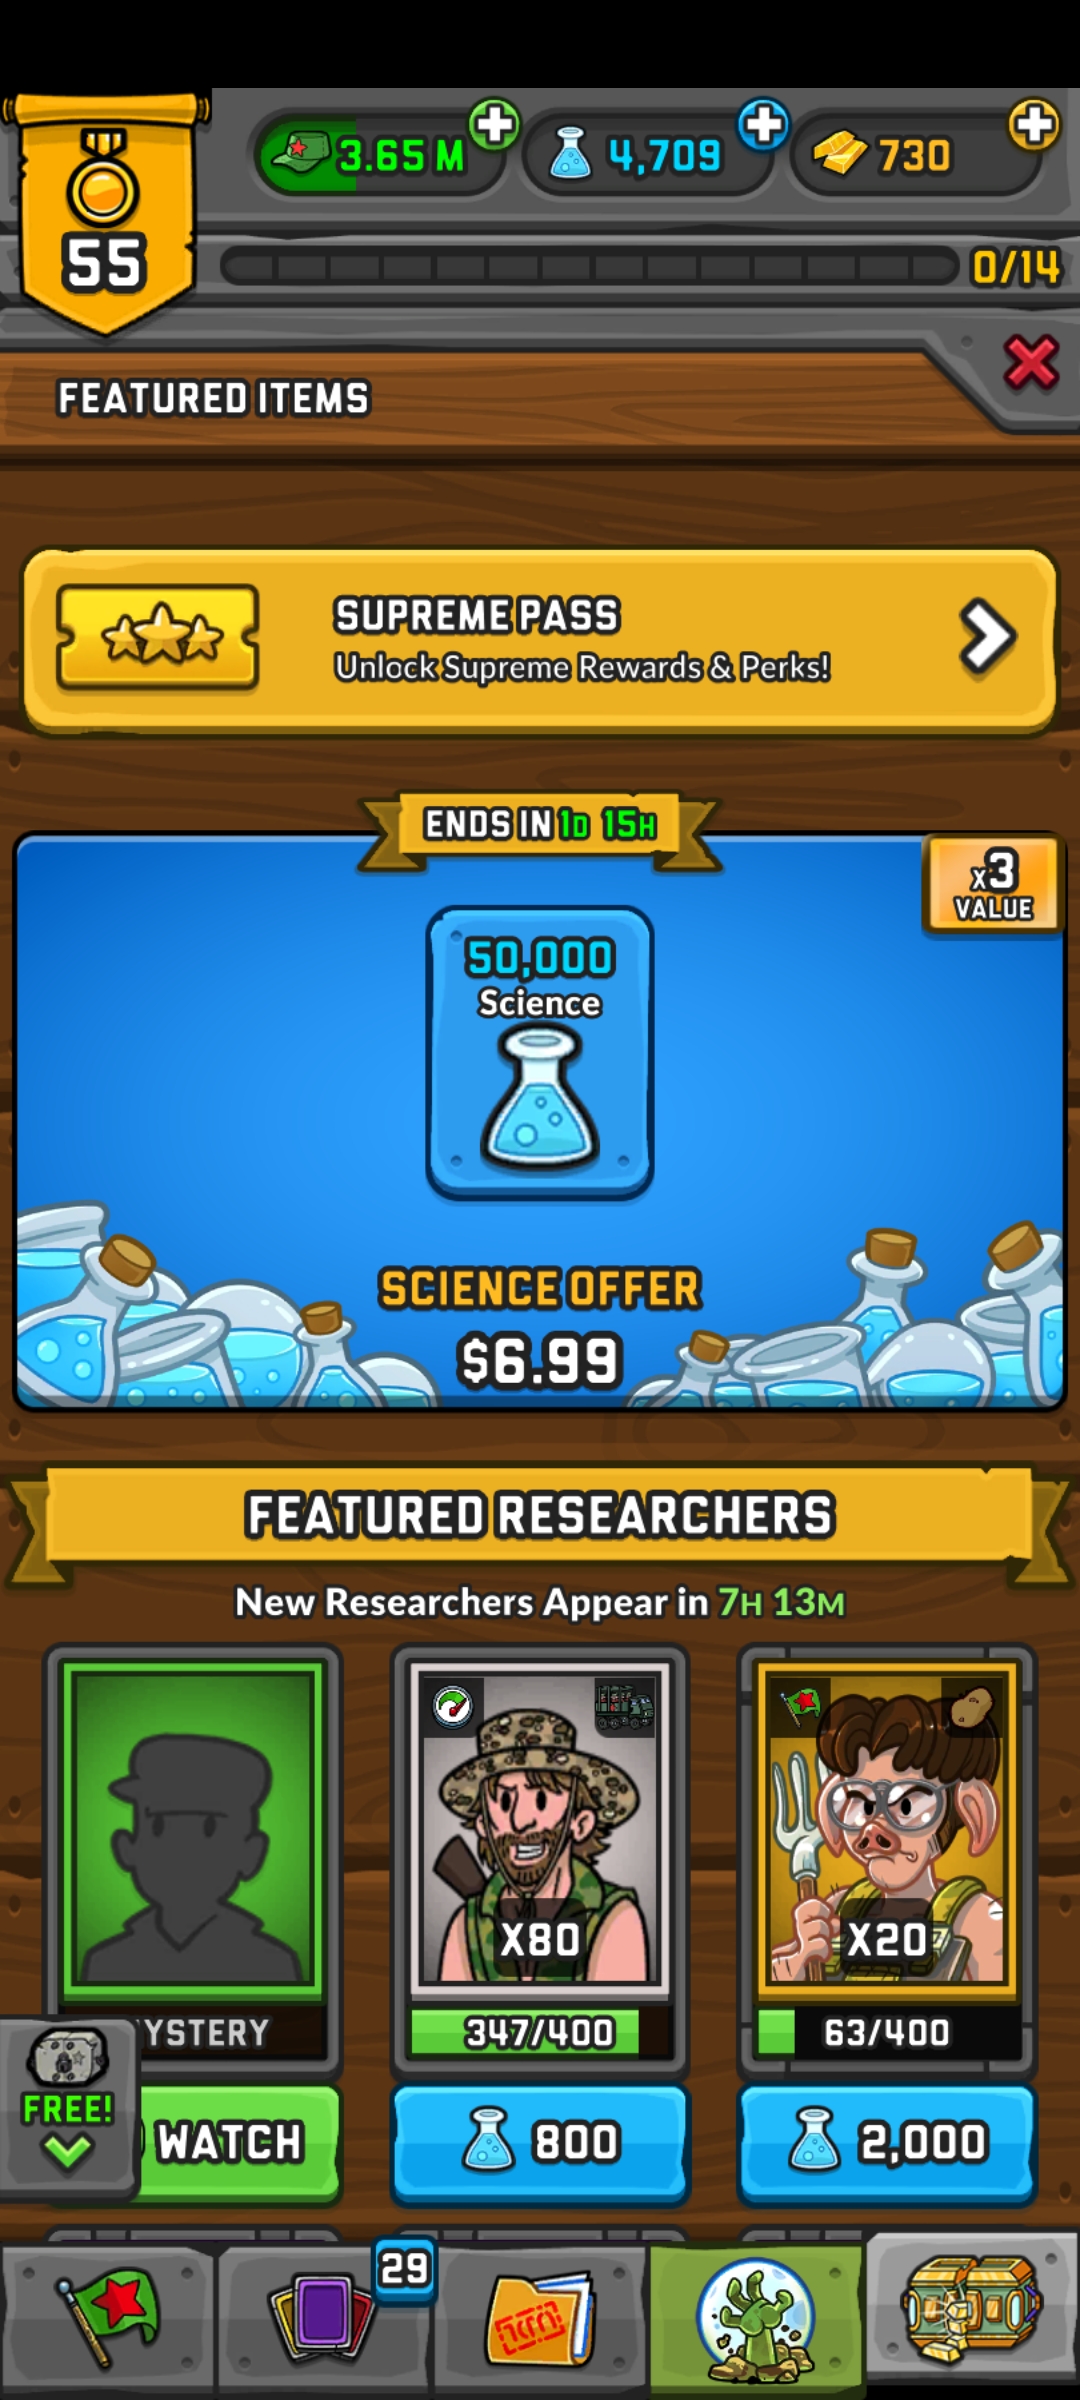 3.65 M
4,709
730
55
0/14
FEATURED ITEMS
SUPREME PASS
Unlock Supreme Rewards & Perks!
ENDS IN 1D 15H
x3
VALUE
50,000
Science
SCIENCE OFFER
$6.99
FEATURED RESEARCHERS
New Researchers Appear in 7H 13M
X80
X20
YSTERY
347/400
63/400
FREE!
WATCH
800
2,000
29